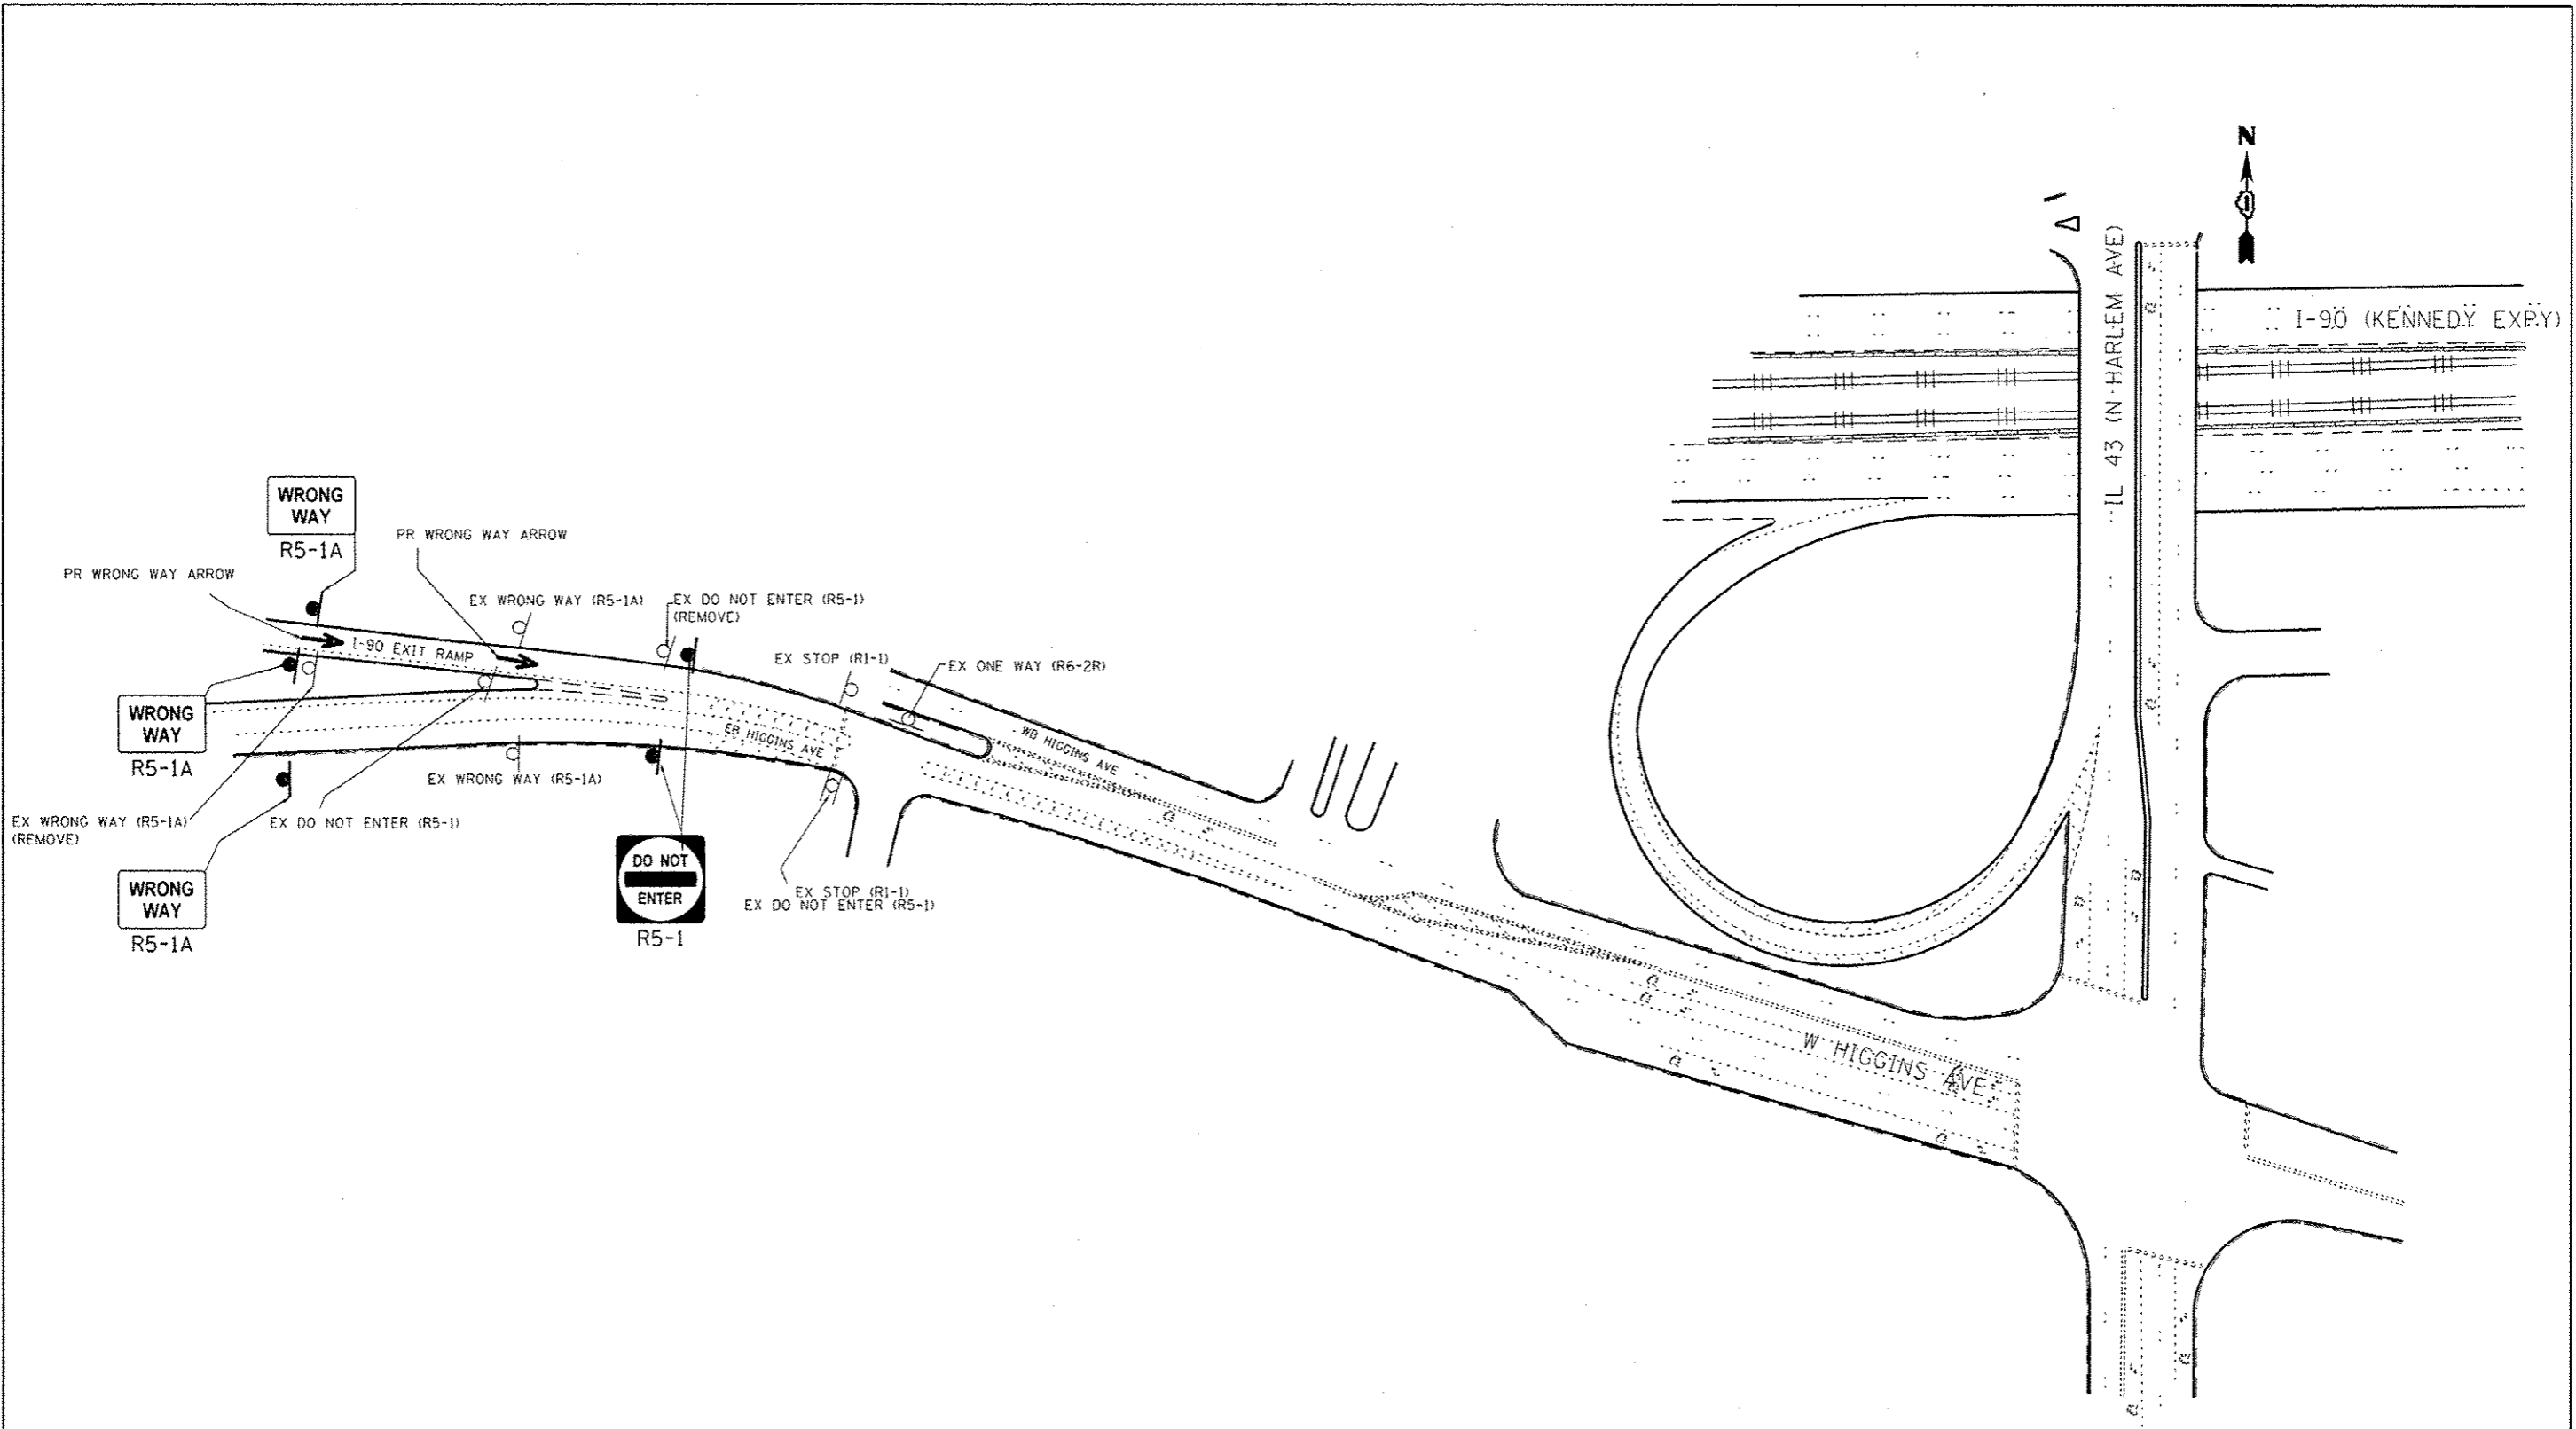 N
IL 43 (N HARLEM AVE)
I-90 (KENNEDY EXPY)
WRONG
WAY
R5-1A
PR WRONG WAY ARROW
PR WRONG WAY ARROW
EX WRONG WAY (R5-1A)
EX DO NOT ENTER (R5-1)
(REMOVE)
I-90 EXIT RAMP
EX STOP (R1-1)
EX ONE WAY (R6-2R)
WRONG
WAY
R5-1A
EB HIGGINS AVE
WB HIGGINS AVE
EX WRONG WAY (R5-1A)
EX WRONG WAY (R5-1A)
(REMOVE)
EX DO NOT ENTER (R5-1)
WRONG
WAY
R5-1A
DO NOT
ENTER
R5-1
EX STOP (R1-1)
EX DO NOT ENTER (R5-1)
W HIGGINS AVE